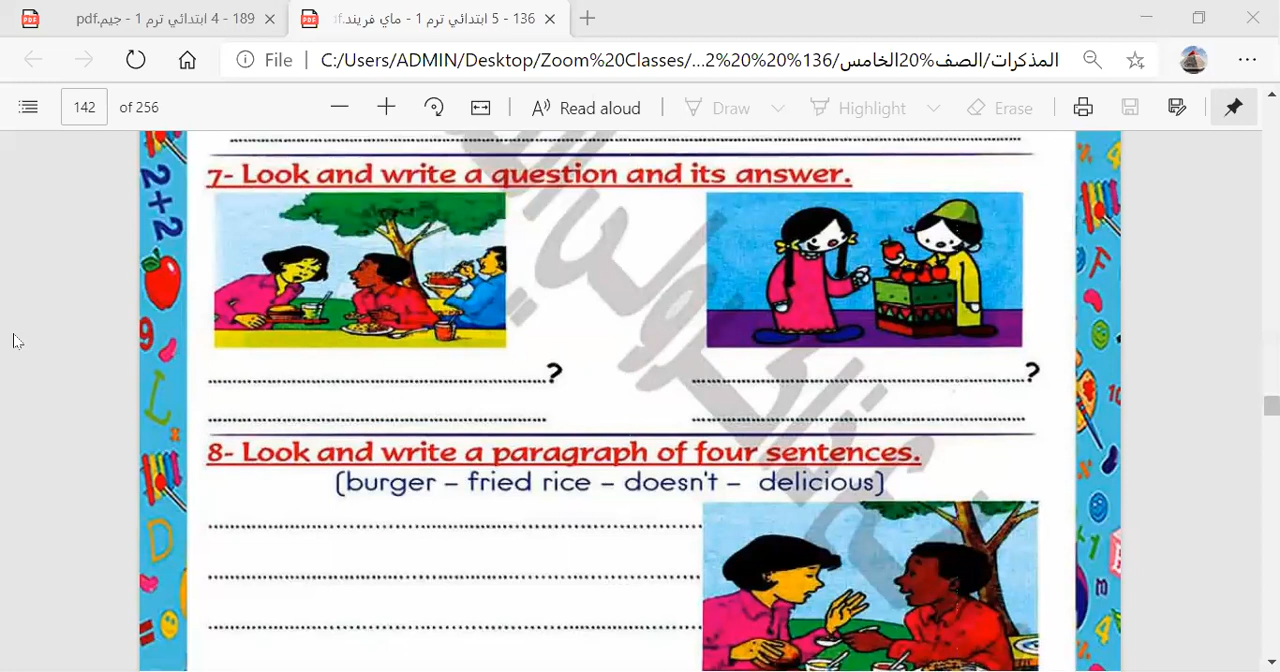 189 - 4 ابتدائي ترم 1 - جيم.pdf
136 - 5 ابتدائي ترم 1 - ماي فريند
File
C:/Users/ADMIN/Desktop/Zoom%20Classes/المذكرات/الصف%20الخامس/136%20%20%202...
142 of 256
Read aloud
Draw
Highlight
Erase
7- Look and write a question and its answer.
?
?
8- Look and write a paragraph of four sentences.
(burger – fried rice – doesn't – delicious)